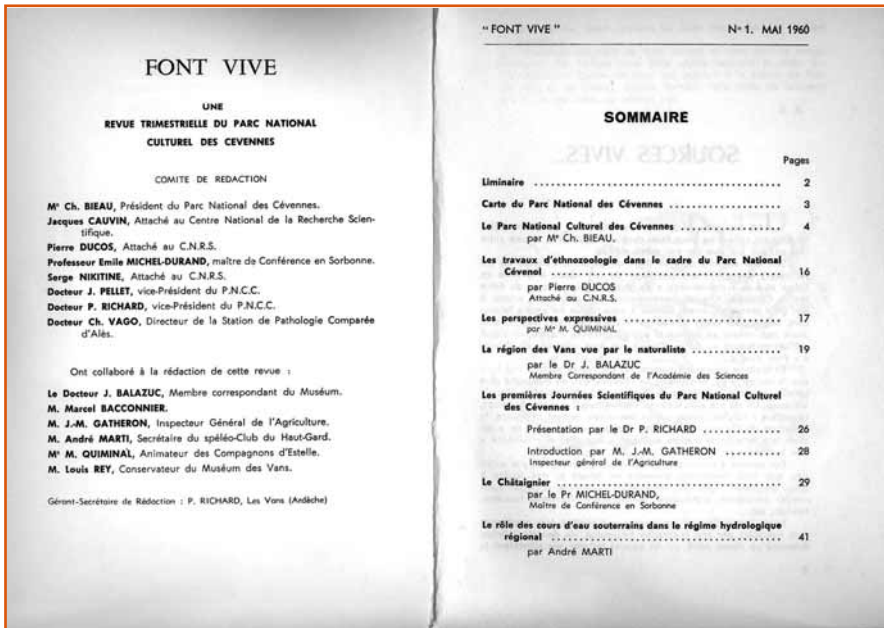 FONT VIVE
UNE
REVUE TRIMESTRIELLE DU PARC NATIONAL
CULTUREL DES CEVENNES
COMITE DE REDACTION
Mᵉ Ch. BIEAU, Président du Parc National des Cévennes.
Jacques CAUVIN, Attaché au Centre National de la Recherche Scien-
tifique.
Pierre DUCOS, Attaché au C.N.R.S.
Professeur Emile MICHEL-DURAND, maître de Conférence en Sorbonne.
Serge NIKITINE, Attaché au C.N.R.S.
Docteur J. PELLET, vice-Président du P.N.C.C.
Docteur P. RICHARD, vice-Président du P.N.C.C.
Docteur Ch. VAGO, Directeur de la Station de Pathologie Comparée
d'Alès.
Ont collaboré à la rédaction de cette revue :
Le Docteur J. BALAZUC, Membre correspondant du Muséum.
M. Marcel BACCONNIER.
M. J.-M. GATHERON, Inspecteur Général de l'Agriculture.
M. André MARTI, Secrétaire du spéléo-Club du Haut-Gard.
Mᵉ M. QUIMINAL, Animateur des Compagnons d'Estelle.
M. Louis REY, Conservateur du Muséum des Vans.
Gérant-Secrétaire de Rédaction : P. RICHARD, Les Vans (Ardèche)
" FONT VIVE " N° 1. MAI 1960
SOMMAIRE
SOURCES VIVES...
Pages
Liminaire ............ 2
Carte du Parc National des Cévennes ............ 3
Le Parc National Culturel des Cévennes ............ 4
par Mᵉ Ch. BIEAU.
Les travaux d'ethnozoologie dans le cadre du Parc National
Cévenol ............ 16
par Pierre DUCOS
Attaché au C.N.R.S.
Les perspectives expressives ............ 17
par Mᵉ M. QUIMINAL
La région des Vans vue par le naturaliste ............ 19
par le Dr J. BALAZUC
Membre Correspondant de l'Académie des Sciences
Les premières Journées Scientifiques du Parc National Culturel
des Cévennes :
Présentation par le Dr P. RICHARD ............ 26
Introduction par M. J.-M. GATHERON ............ 28
Inspecteur général de l'Agriculture
Le Châtaignier ............ 29
par le Pr MICHEL-DURAND,
Maître de Conférence en Sorbonne
Le rôle des cours d'eau souterrains dans le régime hydrologique
régional ............ 41
par André MARTI